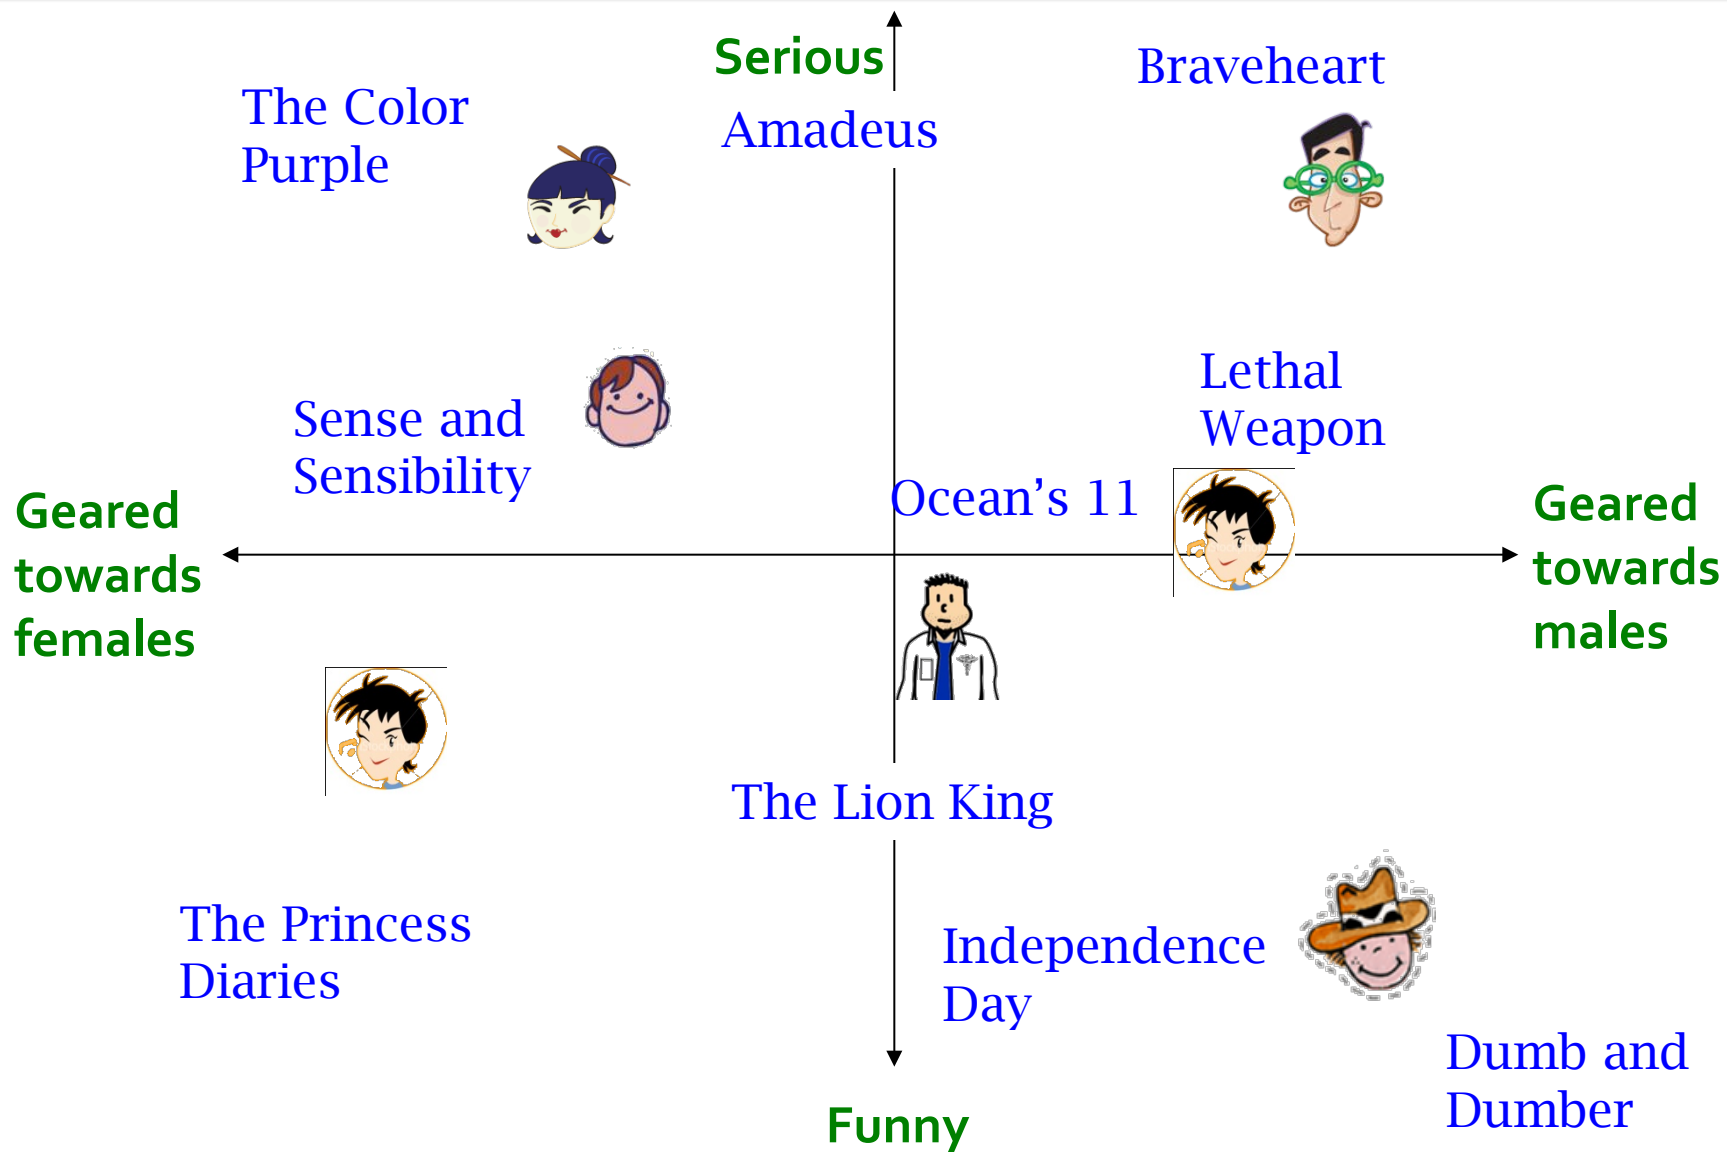 Serious
Braveheart
The Color
Purple
Amadeus
Lethal
Weapon
Sense and
Sensibility
Ocean’s 11
Geared
towards
females
Geared
towards
males
The Lion King
The Princess
Diaries
Independence
Day
Dumb and
Dumber
Funny